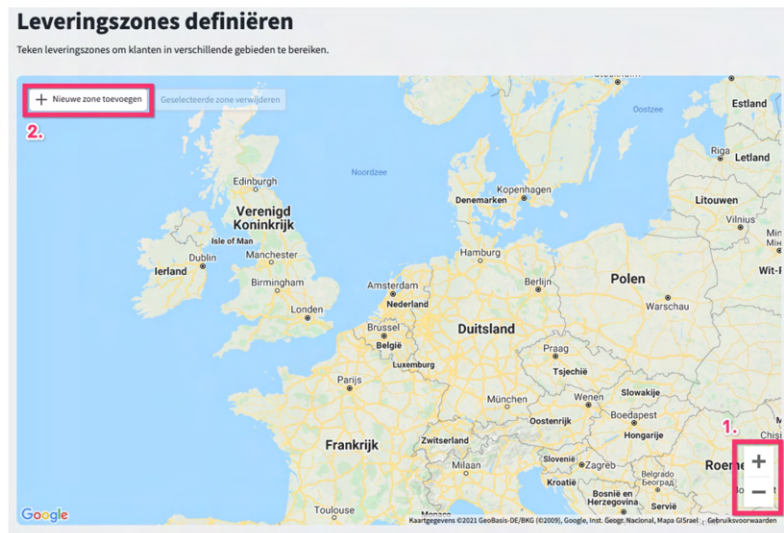 Leveringszones definiëren
Teken leveringszones om klanten in verschillende gebieden te bereiken.
+ Nieuwe zone toevoegen
Geselecteerde zone verwijderen
2.
Oostzee
Estland
Riga
Letland
Noordzee
Edinburgh
Kopenhagen
Denemarken
Litouwen
Vilnius
Verenigd
Koninkrijk
Isle of Man
Dublin
Ierland
Manchester
Hamburg
Birmingham
Amsterdam
Berlijn
Polen
Nederland
Warschau
Londen
Brussel
België
Duitsland
Luxemburg
Praag
Tsjechië
Parijs
München
Wenen
Slowakije
Boedapest
Oostenrijk
Hongarije
1.
Frankrijk
Zwitserland
Slovenië
Zagreb
Milaan
Kroatië
Belgrado
Београд
+
−
Bosnië en
Herzegovina
Servië
Toulouse
Google
Kaartgegevens ©2021 GeoBasis-DE/BKG (©2009), Google, Inst. Geogr. Nacional, Mapa GISrael
Gebruiksvoorwaarden